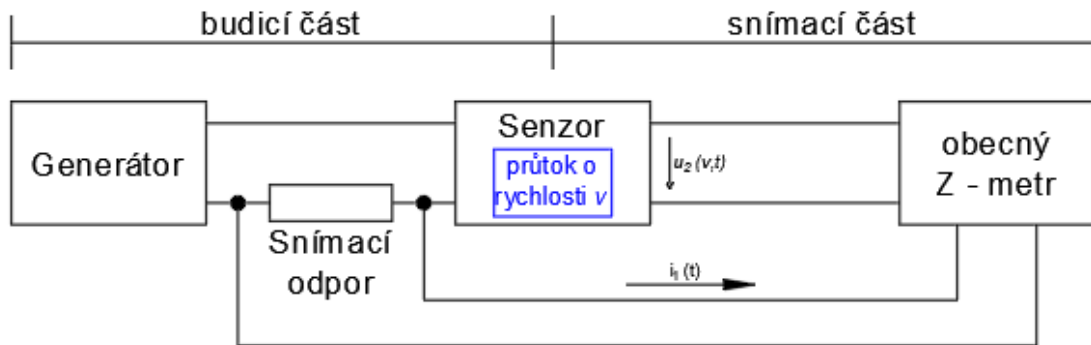 budicí část
snímací část
Generátor
Senzor
průtok o
rychlosti v
u₂ (v,t)
obecný
Z - metr
Snímací
odpor
i₁ (t)